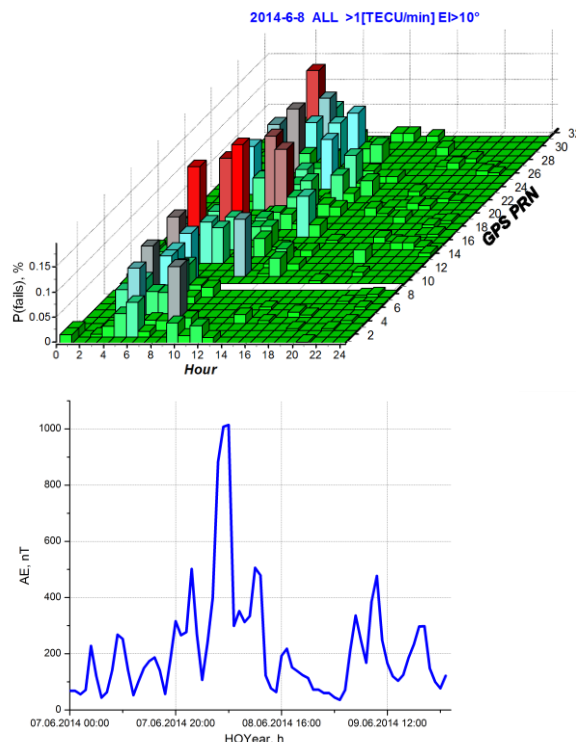 2014-6-8 ALL >1[TECU/min] El>10°
P(fails), %
0.15
0.1
0.05
0
0 2 4 6 8 10 12 14 16 18 20 22 24
Hour
2 4 6 8 10 12 14 16 18 20 22 24 26 28 30 32
GPS PRN
AE, nT
1000
800
600
400
200
0
07.06.2014 00:00 07.06.2014 20:00 08.06.2014 16:00 09.06.2014 12:00
HOYear, h